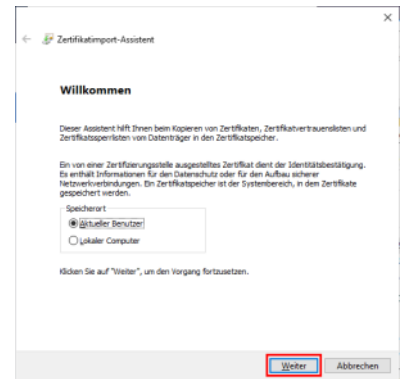 Zertifikatimport-Assistent
Willkommen
Dieser Assistent hilft Ihnen beim Kopieren von Zertifikaten, Zertifikatvertrauenslisten und
Zertifikatssperrlisten vom Datenträger in den Zertifikatspeicher.
Ein von einer Zertifizierungsstelle ausgestelltes Zertifikat dient der Identitätsbestätigung.
Es enthält Informationen für den Datenschutz oder für den Aufbau sicherer
Netzwerkverbindungen. Ein Zertifikatspeicher ist der Systembereich, in dem Zertifikate
gespeichert werden.
Speicherort
Aktueller Benutzer
Lokaler Computer
Klicken Sie auf "Weiter", um den Vorgang fortzusetzen.
Weiter Abbrechen